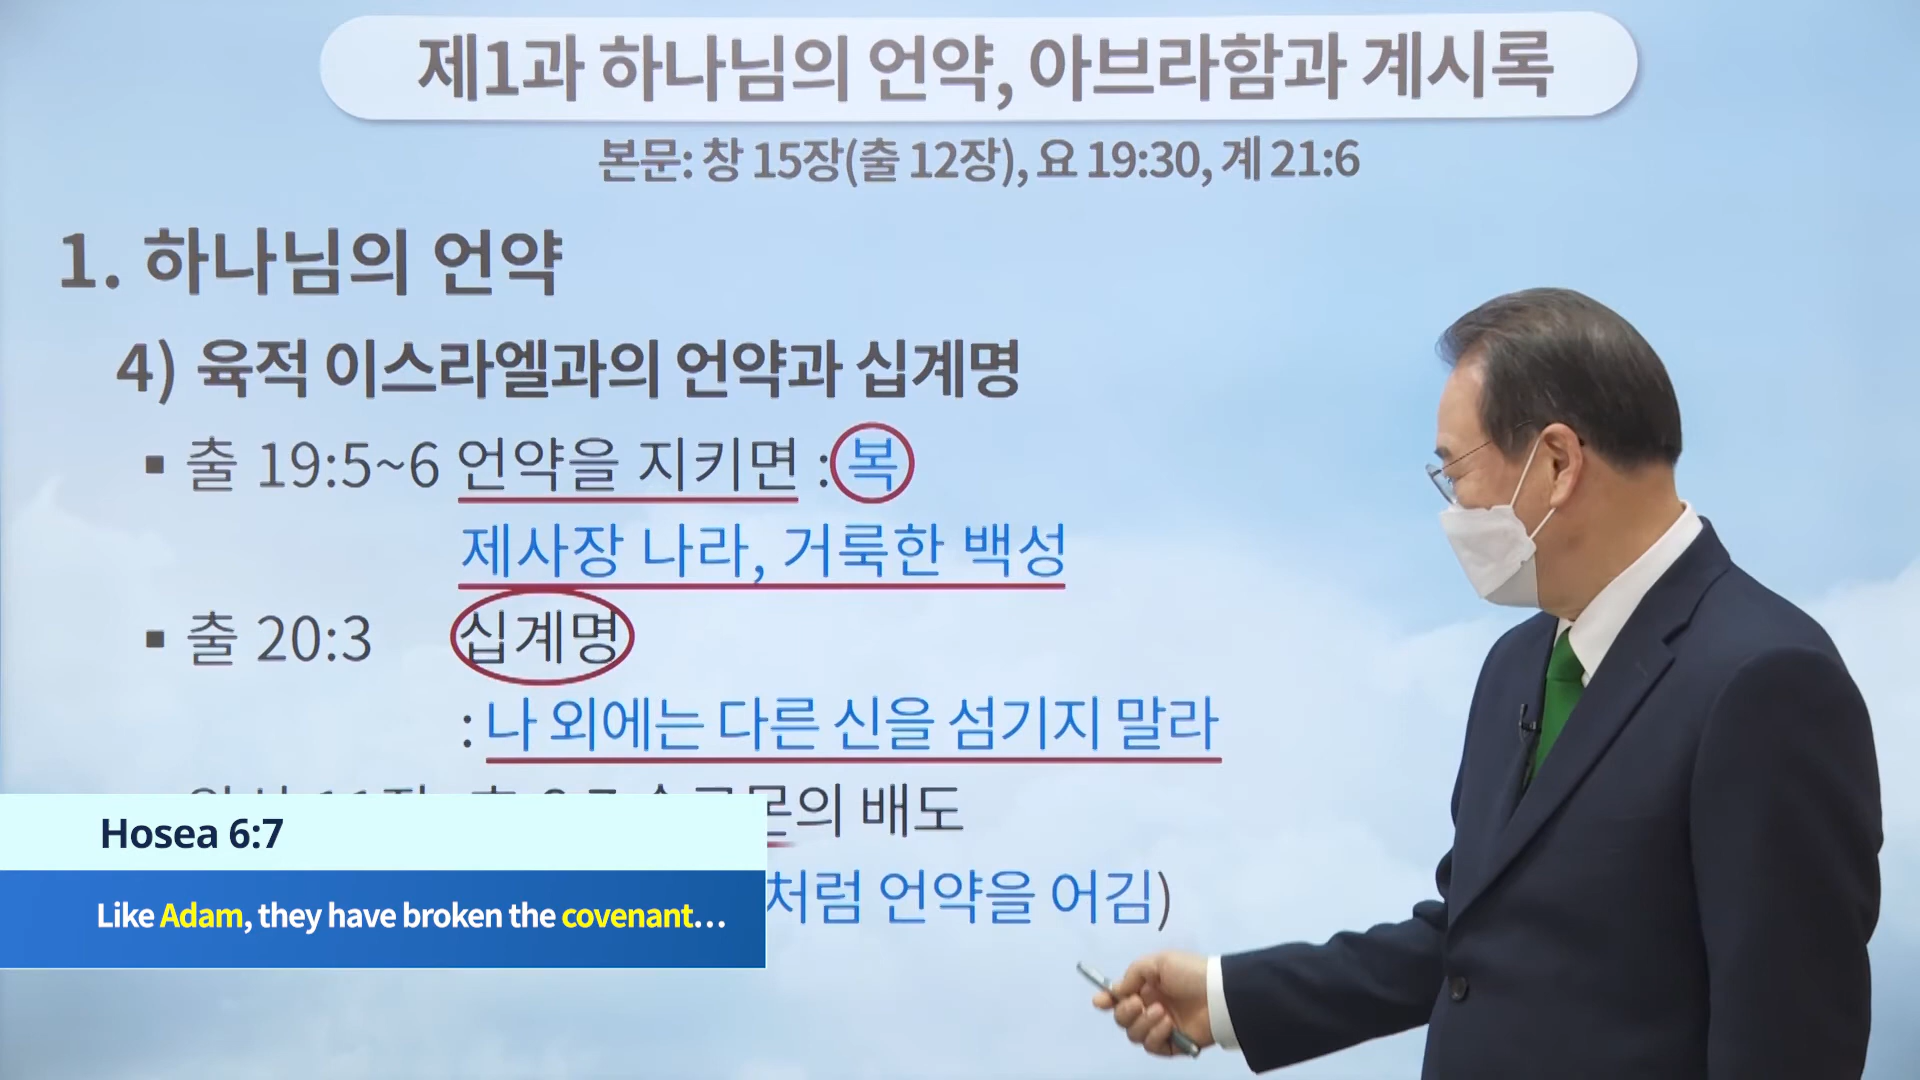 제1과 하나님의 언약, 아브라함과 계시록
본문: 창 15장(출 12장), 요 19:30, 계 21:6
1. 하나님의 언약
4) 육적 이스라엘과의 언약과 십계명
▪ 출 19:5~6 언약을 지키면 : 복
제사장 나라, 거룩한 백성
▪ 출 20:3 십계명
: 나 외에는 다른 신을 섬기지 말라
의 배도
처럼 언약을 어김)
Hosea 6:7
Like Adam, they have broken the covenant…